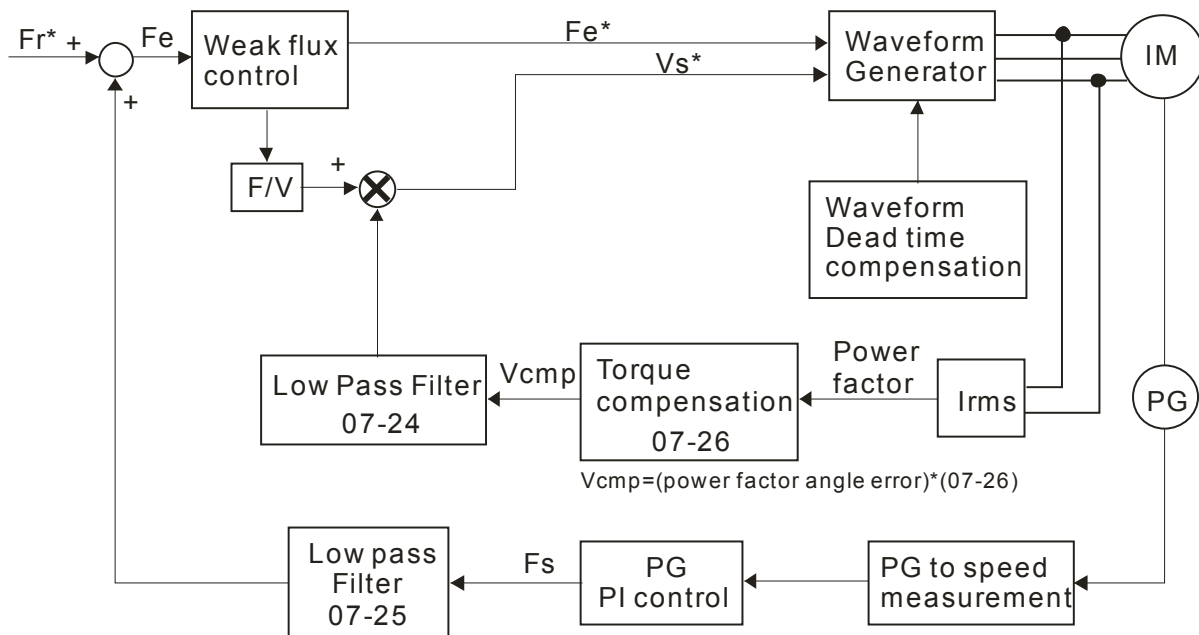 Fr* +
Fe
+
Weak flux
control
Fe*
Vs*
Waveform
Generator
IM
F/V
+
Waveform
Dead time
compensation
Low Pass Filter
07-24
Vcmp
Torque
compensation
07-26
Power
factor
Irms
PG
Vcmp=(power factor angle error)*(07-26)
Low pass
Filter
07-25
Fs
PG
PI control
PG to speed
measurement